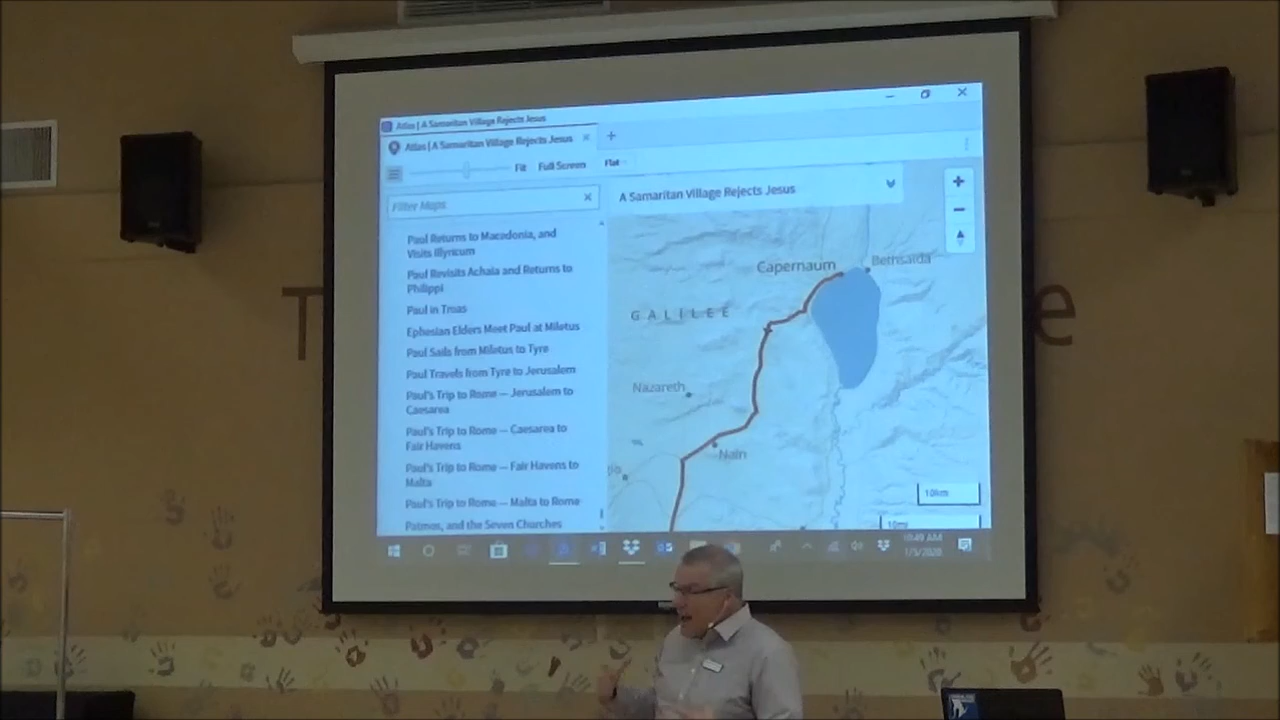 Atlas | A Samaritan Village Rejects Jesus
Atlas | A Samaritan Village Rejects Jesus
Fit Full Screen Flat
Filter Maps
Paul Returns to Macedonia, and
Visits Illyricum
Paul Revisits Achaia and Returns to
Philippi
Paul in Troas
Ephesian Elders Meet Paul at Miletus
Paul Sails from Miletus to Tyre
Paul Travels from Tyre to Jerusalem
Paul's Trip to Rome — Jerusalem to
Caesarea
Paul's Trip to Rome — Caesarea to
Fair Havens
Paul's Trip to Rome — Fair Havens to
Malta
Paul's Trip to Rome — Malta to Rome
Patmos, and the Seven Churches
A Samaritan Village Rejects Jesus
Capernaum
Bethsaida
GALILEE
Nazareth
Nain
10km
10mi
10:49 AM
1/5/2020
T
e